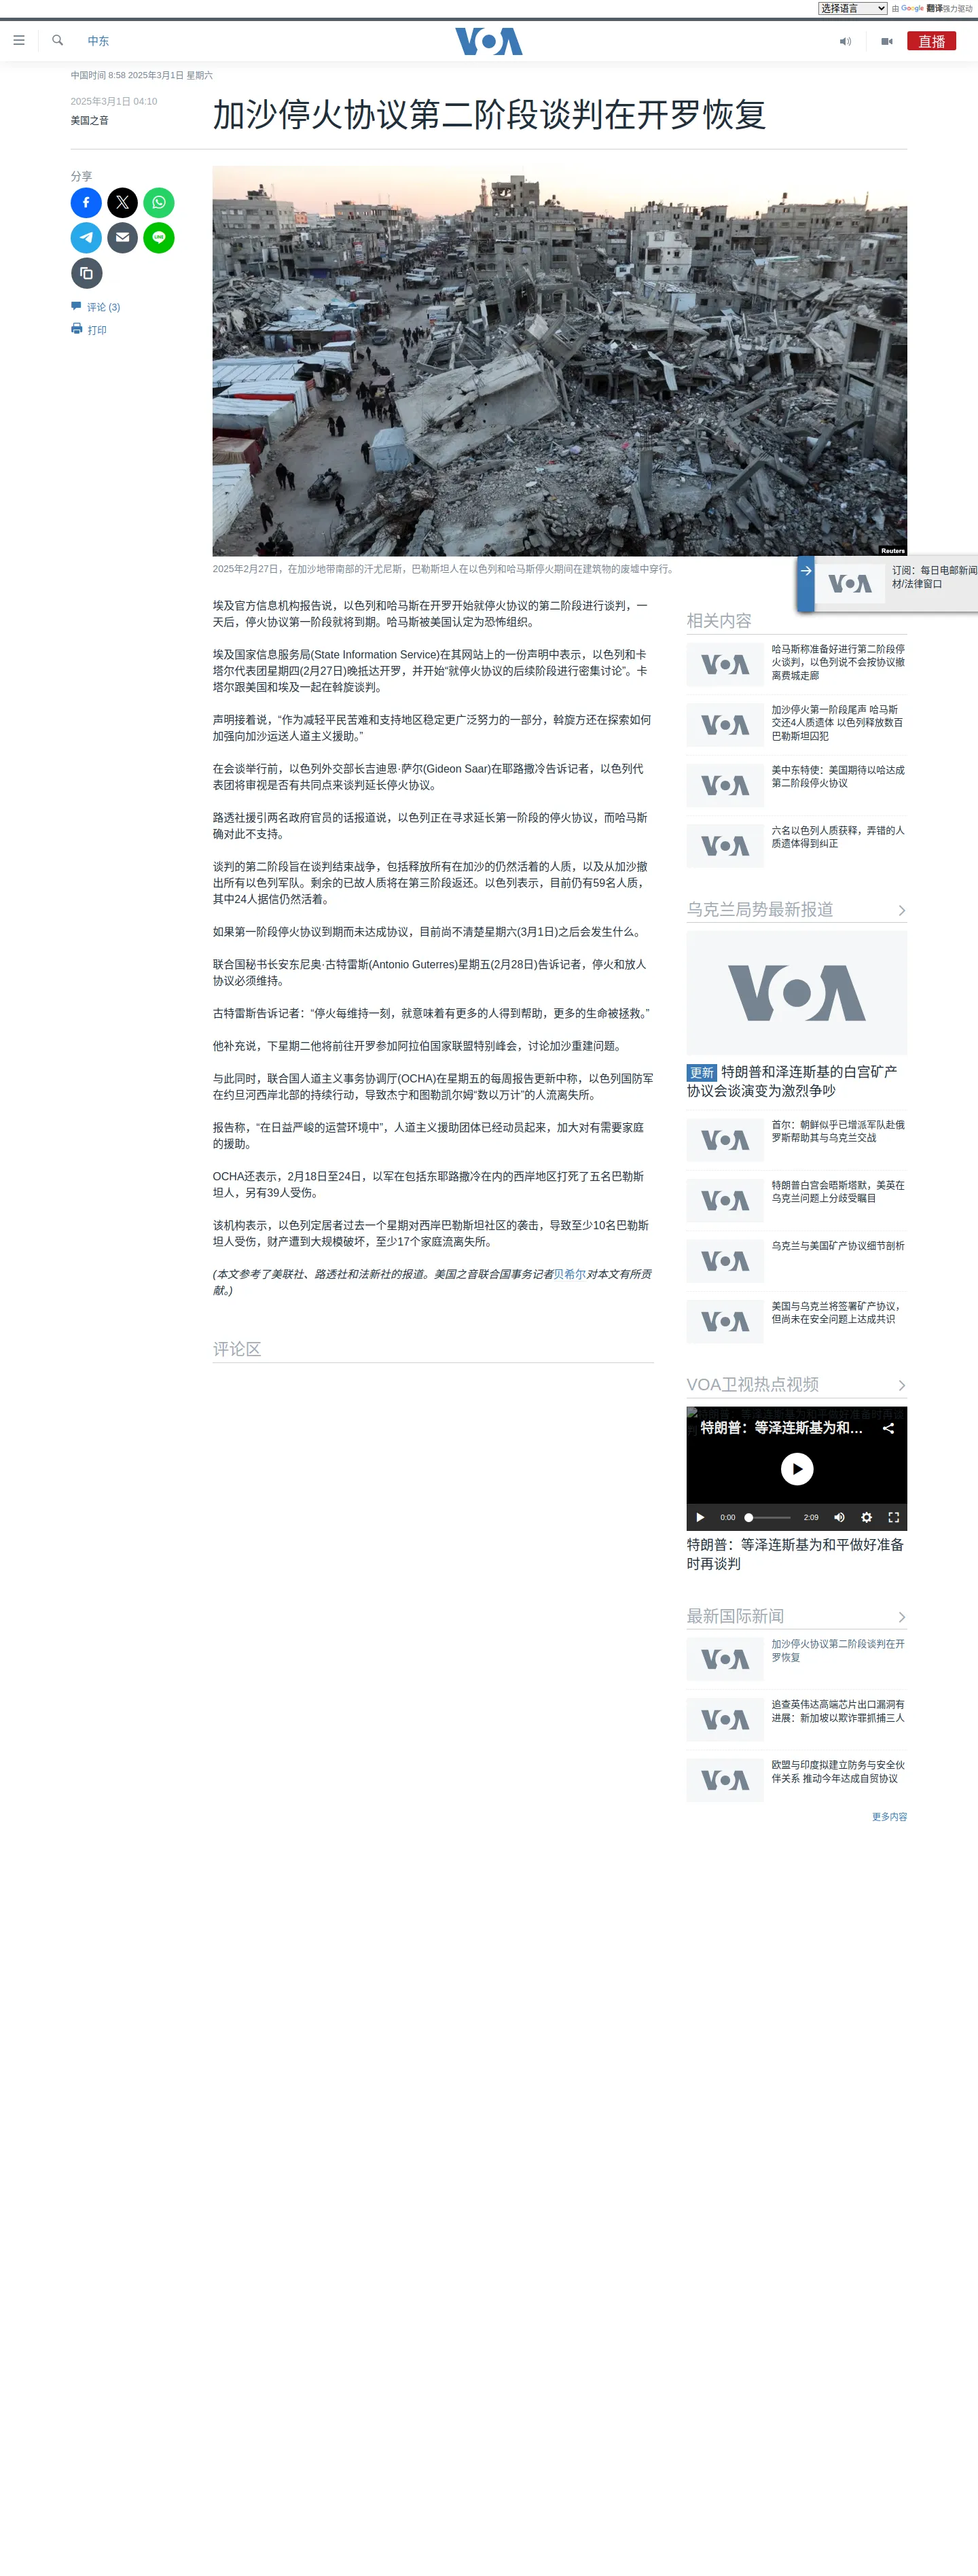 选择语言 由 Google 翻译强力驱动
中东
VOA
直播
中国时间 8:58 2025年3月1日 星期六
2025年3月1日 04:10
美国之音
加沙停火协议第二阶段谈判在开罗恢复
分享
LINE
评论 (3)
打印
Reuters
2025年2月27日，在加沙地带南部的汗尤尼斯，巴勒斯坦人在以色列和哈马斯停火期间在建筑物的废墟中穿行。
VOA
订阅：每日电邮新闻
材/法律窗口
埃及官方信息机构报告说，以色列和哈马斯在开罗开始就停火协议的第二阶段进行谈判，一
天后，停火协议第一阶段就将到期。哈马斯被美国认定为恐怖组织。
埃及国家信息服务局(State Information Service)在其网站上的一份声明中表示，以色列和卡
塔尔代表团星期四(2月27日)晚抵达开罗，并开始“就停火协议的后续阶段进行密集讨论”。卡
塔尔跟美国和埃及一起在斡旋谈判。
声明接着说，“作为减轻平民苦难和支持地区稳定更广泛努力的一部分，斡旋方还在探索如何
加强向加沙运送人道主义援助。”
在会谈举行前，以色列外交部长吉迪恩·萨尔(Gideon Saar)在耶路撒冷告诉记者，以色列代
表团将审视是否有共同点来谈判延长停火协议。
路透社援引两名政府官员的话报道说，以色列正在寻求延长第一阶段的停火协议，而哈马斯
确对此不支持。
谈判的第二阶段旨在谈判结束战争，包括释放所有在加沙的仍然活着的人质，以及从加沙撤
出所有以色列军队。剩余的已故人质将在第三阶段返还。以色列表示，目前仍有59名人质，
其中24人据信仍然活着。
如果第一阶段停火协议到期而未达成协议，目前尚不清楚星期六(3月1日)之后会发生什么。
联合国秘书长安东尼奥·古特雷斯(Antonio Guterres)星期五(2月28日)告诉记者，停火和放人
协议必须维持。
古特雷斯告诉记者：“停火每维持一刻，就意味着有更多的人得到帮助，更多的生命被拯救。”
他补充说，下星期二他将前往开罗参加阿拉伯国家联盟特别峰会，讨论加沙重建问题。
与此同时，联合国人道主义事务协调厅(OCHA)在星期五的每周报告更新中称，以色列国防军
在约旦河西岸北部的持续行动，导致杰宁和图勒凯尔姆“数以万计”的人流离失所。
报告称，“在日益严峻的运营环境中”，人道主义援助团体已经动员起来，加大对有需要家庭
的援助。
OCHA还表示，2月18日至24日，以军在包括东耶路撒冷在内的西岸地区打死了五名巴勒斯
坦人，另有39人受伤。
该机构表示，以色列定居者过去一个星期对西岸巴勒斯坦社区的袭击，导致至少10名巴勒斯
坦人受伤，财产遭到大规模破坏，至少17个家庭流离失所。
(本文参考了美联社、路透社和法新社的报道。美国之音联合国事务记者贝希尔对本文有所贡
献。)
评论区
相关内容
VOA
哈马斯称准备好进行第二阶段停
火谈判，以色列说不会按协议撤
离费城走廊
VOA
加沙停火第一阶段尾声 哈马斯
交还4人质遗体 以色列释放数百
巴勒斯坦囚犯
VOA
美中东特使：美国期待以哈达成
第二阶段停火协议
VOA
六名以色列人质获释，弄错的人
质遗体得到纠正
乌克兰局势最新报道
VOA
更新 特朗普和泽连斯基的白宫矿产
协议会谈演变为激烈争吵
VOA
首尔：朝鲜似乎已增派军队赴俄
罗斯帮助其与乌克兰交战
VOA
特朗普白宫会晤斯塔默，美英在
乌克兰问题上分歧受瞩目
VOA
乌克兰与美国矿产协议细节剖析
VOA
美国与乌克兰将签署矿产协议，
但尚未在安全问题上达成共识
VOA卫视热点视频
特朗普：等泽连斯基为和...
0:00
2:09
特朗普：等泽连斯基为和平做好准备
时再谈判
最新国际新闻
VOA
加沙停火协议第二阶段谈判在开
罗恢复
VOA
追查英伟达高端芯片出口漏洞有
进展：新加坡以欺诈罪抓捕三人
VOA
欧盟与印度拟建立防务与安全伙
伴关系 推动今年达成自贸协议
更多内容